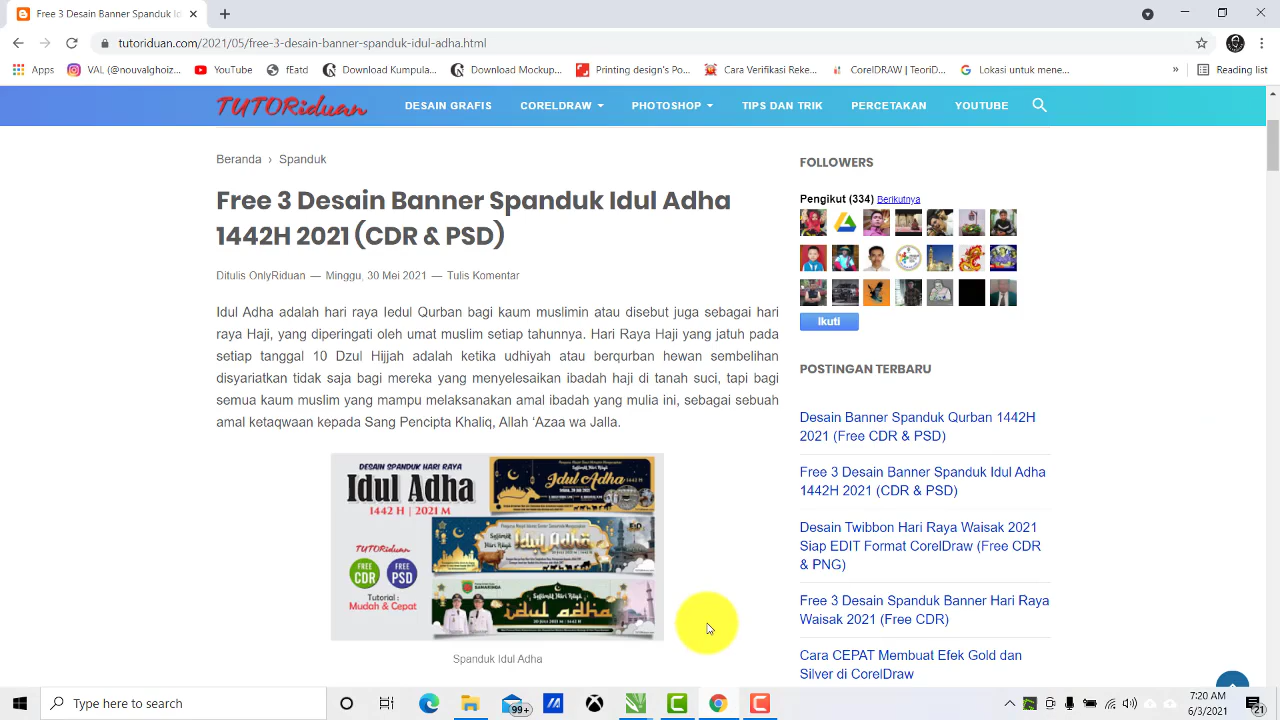 Free 3 Desain Banner Spanduk Id
tutoriduan.com/2021/05/free-3-desain-banner-spanduk-idul-adha.html
Apps
VAL (@nouvalghoiz...
YouTube
fEatd
Download Kumpula...
Download Mockup...
Printing design's Po...
Cara Verifikasi Reke...
CorelDRAW | TeoriD...
Lokasi untuk mene...
»
Reading list
TUTORiduan
DESAIN GRAFIS
CORELDRAW
PHOTOSHOP
TIPS DAN TRIK
PERCETAKAN
YOUTUBE
Beranda › Spanduk
Free 3 Desain Banner Spanduk Idul Adha
1442H 2021 (CDR & PSD)
Ditulis OnlyRiduan — Minggu, 30 Mei 2021 — Tulis Komentar
Idul Adha adalah hari raya Iedul Qurban bagi kaum muslimin atau disebut juga sebagai hari
raya Haji, yang diperingati oleh umat muslim setiap tahunnya. Hari Raya Haji yang jatuh pada
setiap tanggal 10 Dzul Hijjah adalah ketika udhiyah atau berqurban hewan sembelihan
disyariatkan tidak saja bagi mereka yang menyelesaikan ibadah haji di tanah suci, tapi bagi
semua kaum muslim yang mampu melaksanakan amal ibadah yang mulia ini, sebagai sebuah
amal ketaqwaan kepada Sang Pencipta Khaliq, Allah ‘Azaa wa Jalla.
DESAIN SPANDUK HARI RAYA
Idul Adha
1442 H | 2021 M
TUTORiduan
FREE
CDR
FREE
PSD
Tutorial :
Mudah & Cepat
Selamat Hari Raya
Idul Adha
1442 H
Selamat
Hari Raya
Idul Adha
SAMARINDA
Selamat Hari Raya
idul adha
Spanduk Idul Adha
FOLLOWERS
Pengikut (334) Berikutnya
Ikuti
POSTINGAN TERBARU
Desain Banner Spanduk Qurban 1442H
2021 (Free CDR & PSD)
Free 3 Desain Banner Spanduk Idul Adha
1442H 2021 (CDR & PSD)
Desain Twibbon Hari Raya Waisak 2021
Siap EDIT Format CorelDraw (Free CDR
& PNG)
Free 3 Desain Spanduk Banner Hari Raya
Waisak 2021 (Free CDR)
Cara CEPAT Membuat Efek Gold dan
Silver di CorelDraw
Type here to search
99+
7:20 AM
6/3/2021
21